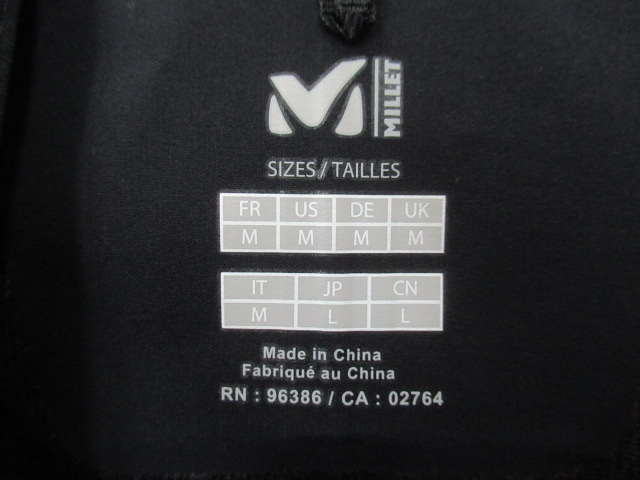 MILLET
SIZES / TAILLES
FR US DE UK
M M M M
IT JP CN
M L L
Made in China
Fabriqué au China
RN : 96386 / CA : 02764